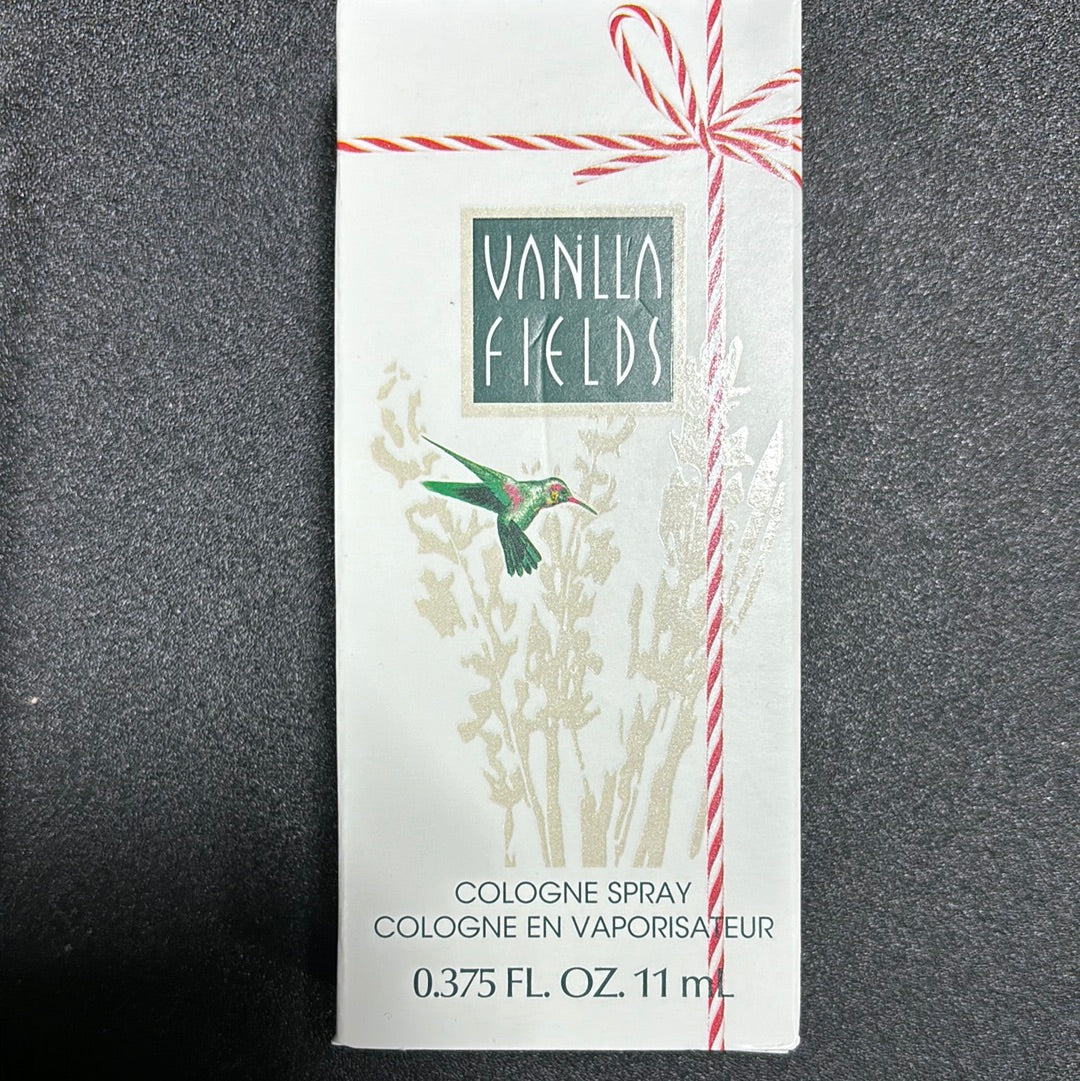 VANILLA
FIELDS
COLOGNE SPRAY
COLOGNE EN VAPORISATEUR
0.375 FL. OZ. 11 mL